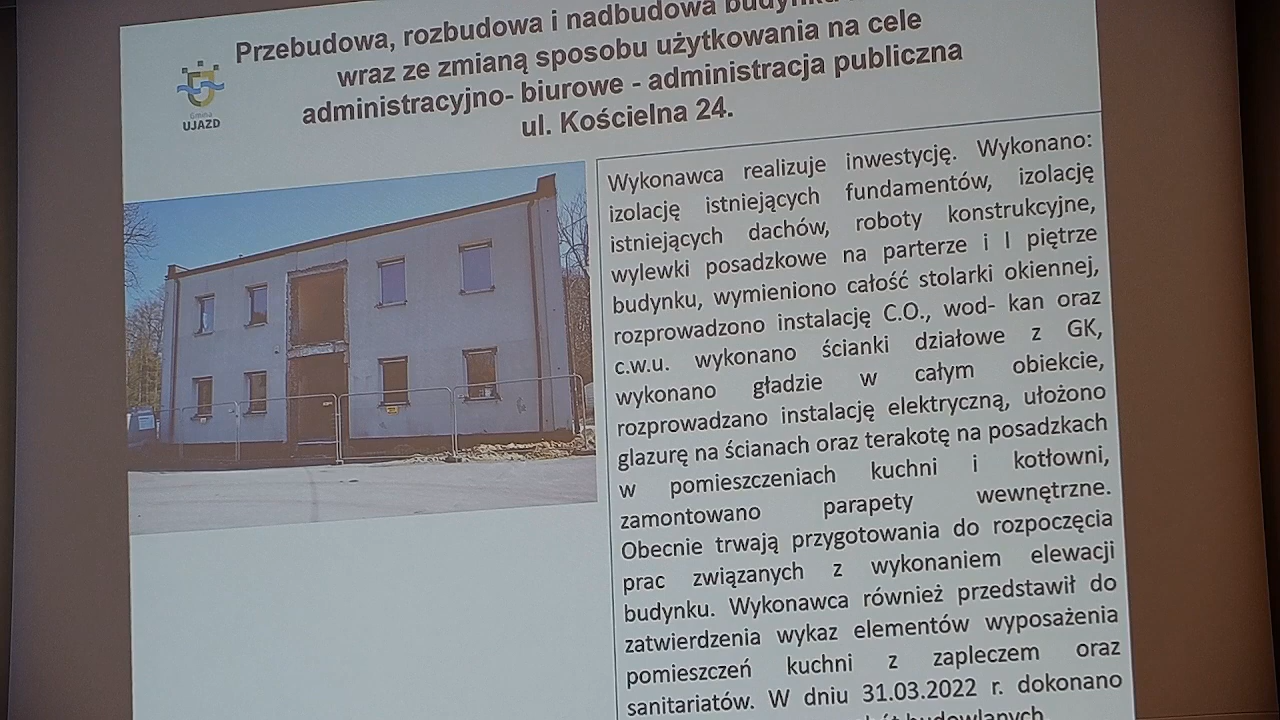 Przebudowa, rozbudowa i nadbudowa
wraz ze zmianą sposobu użytkowania na cele
administracyjno- biurowe - administracja publiczna
ul. Kościelna 24.
Gmina
UJAZD
Wykonawca realizuje inwestycję. Wykonano:
izolację istniejących fundamentów, izolację
istniejących dachów, roboty konstrukcyjne,
wylewki posadzkowe na parterze i I piętrze
budynku, wymieniono całość stolarki okiennej,
rozprowadzono instalację C.O., wod- kan oraz
c.w.u. wykonano ścianki działowe z GK,
wykonano gładzie w całym obiekcie,
rozprowadzano instalację elektryczną, ułożono
glazurę na ścianach oraz terakotę na posadzkach
w pomieszczeniach kuchni i kotłowni,
zamontowano parapety wewnętrzne.
Obecnie trwają przygotowania do rozpoczęcia
prac związanych z wykonaniem elewacji
budynku. Wykonawca również przedstawił do
zatwierdzenia wykaz elementów wyposażenia
pomieszczeń kuchni z zapleczem oraz
sanitariatów. W dniu 31.03.2022 r. dokonano
budowlanych